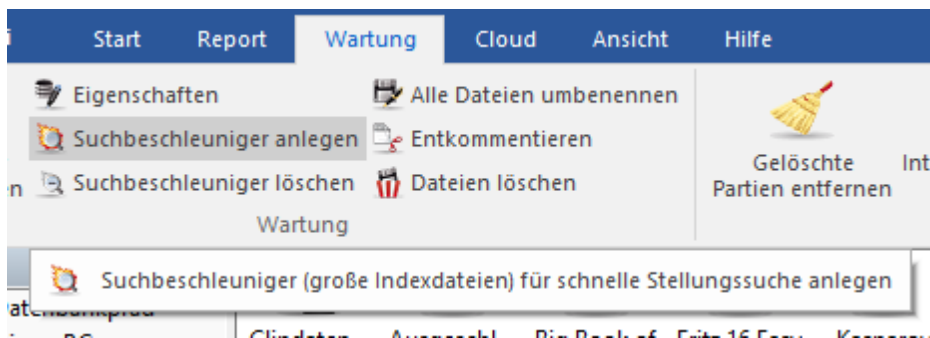 Start Report Wartung Cloud Ansicht Hilfe
Eigenschaften Alle Dateien umbenennen
Suchbeschleuniger anlegen Entkommentieren
Suchbeschleuniger löschen Dateien löschen
Gelöschte
Partien entfernen
Wartung
Suchbeschleuniger (große Indexdateien) für schnelle Stellungssuche anlegen